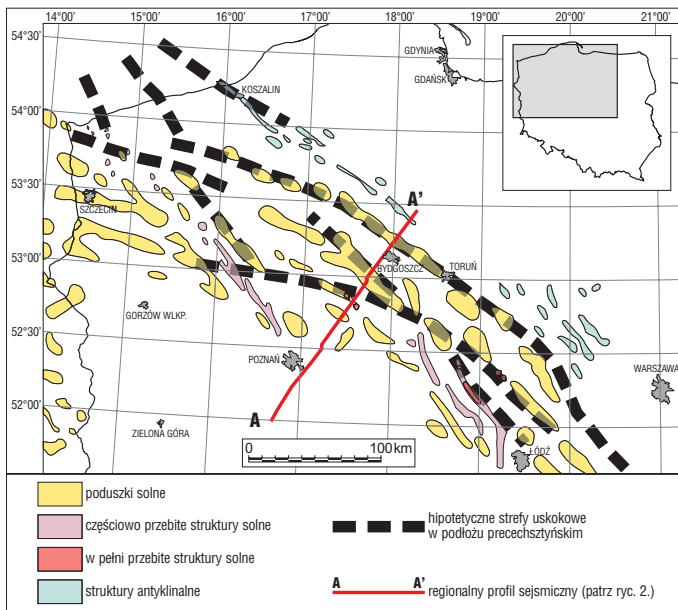 14°00' 15°00' 16°00' 17°00' 18°00' 19°00' 20°00' 21°00'
54°30'
GDYNIA
GDAŃSK
KOSZALIN
54°00'
53°30'
A'
SZCZECIN
53°00'
BYDGOSZCZ
TORUŃ
52°30'
GORZÓW WLKP.
POZNAŃ
WARSZAWA
52°00'
A
ZIELONA GÓRA
0 100 km
ŁÓDŹ
poduszki solne
częściowo przebite struktury solne
w pełni przebite struktury solne
struktury antyklinalne
hipotetyczne strefy uskokowe
w podłożu precechsztyńskim
A A'
regionalny profil sejsmiczny (patrz ryc. 2.)